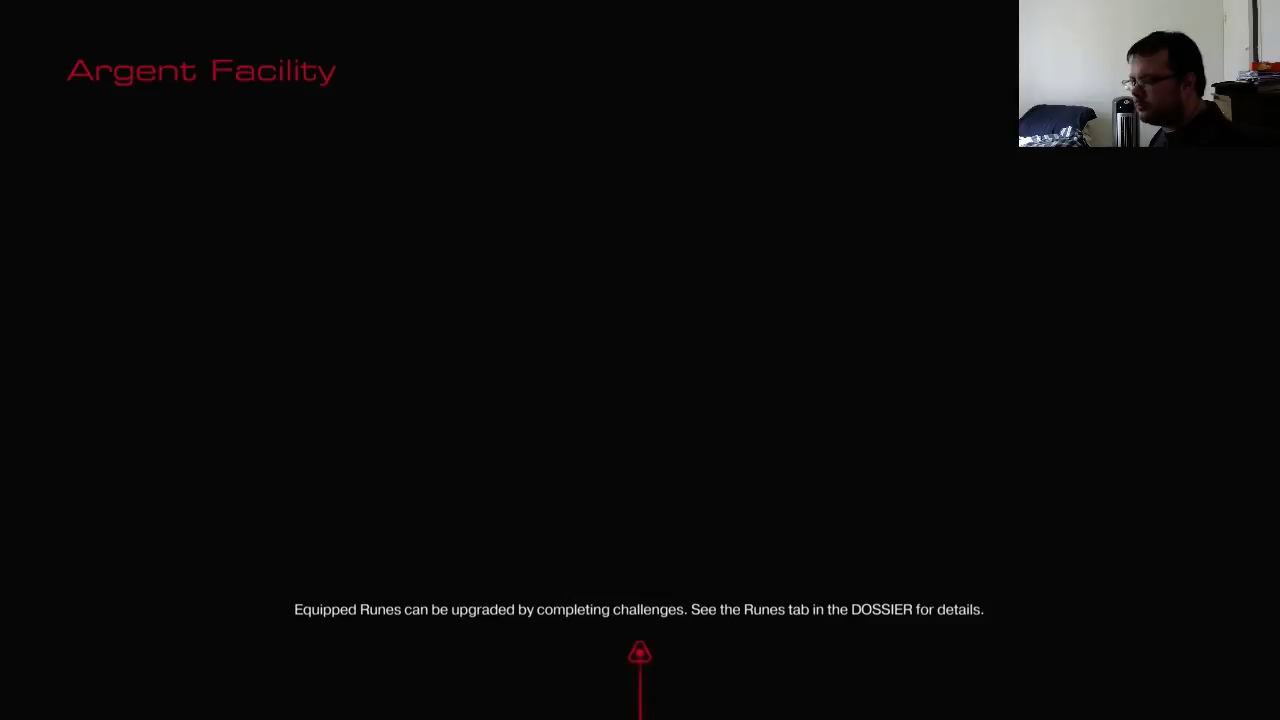 Argent Facility
Equipped Runes can be upgraded by completing challenges. See the Runes tab in the DOSSIER for details.